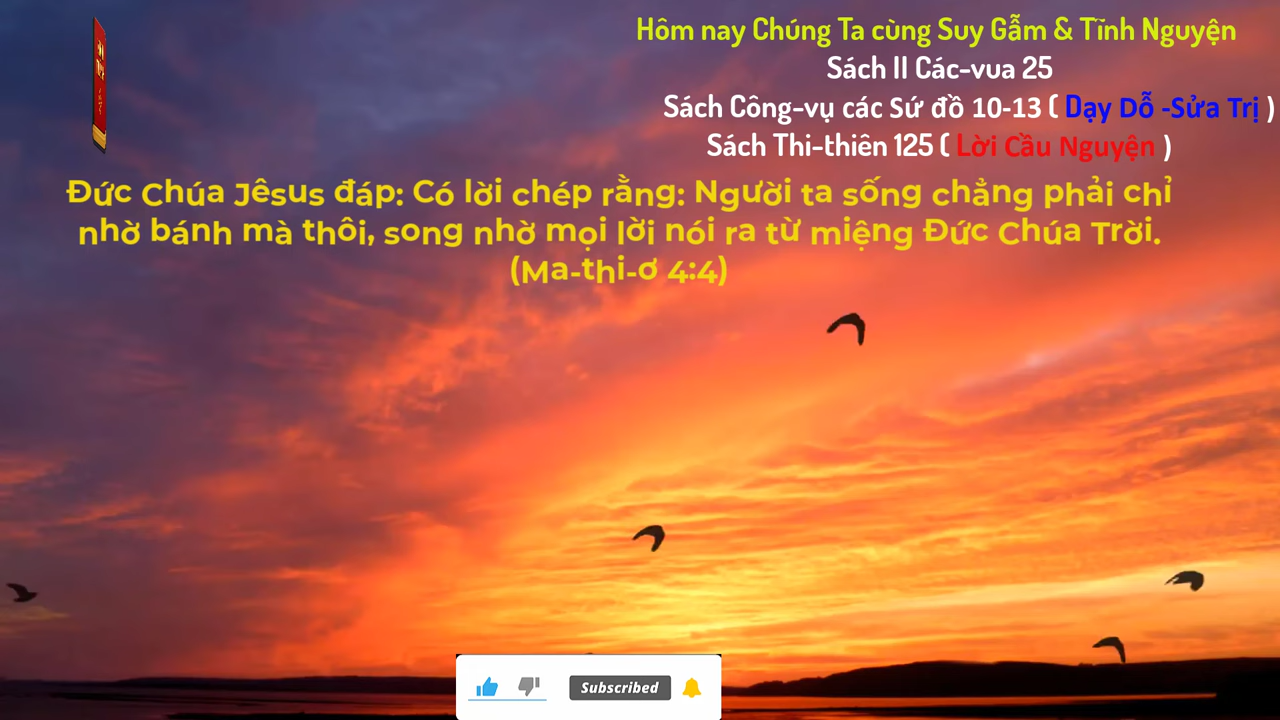 Hôm nay Chúng Ta cùng Suy Gẫm & Tĩnh Nguyện
Sách II Các-vua 25
Sách Công-vụ các Sứ đồ 10-13 ( Dạy Dỗ -Sửa Trị )
Sách Thi-thiên 125 ( Lời Cầu Nguyện )
Đức Chúa Jêsus đáp: Có lời chép rằng: Người ta sống chẳng phải chỉ
nhờ bánh mà thôi, song nhờ mọi lời nói ra từ miệng Đức Chúa Trời.
(Ma-thi-ơ 4:4)
Subscribed